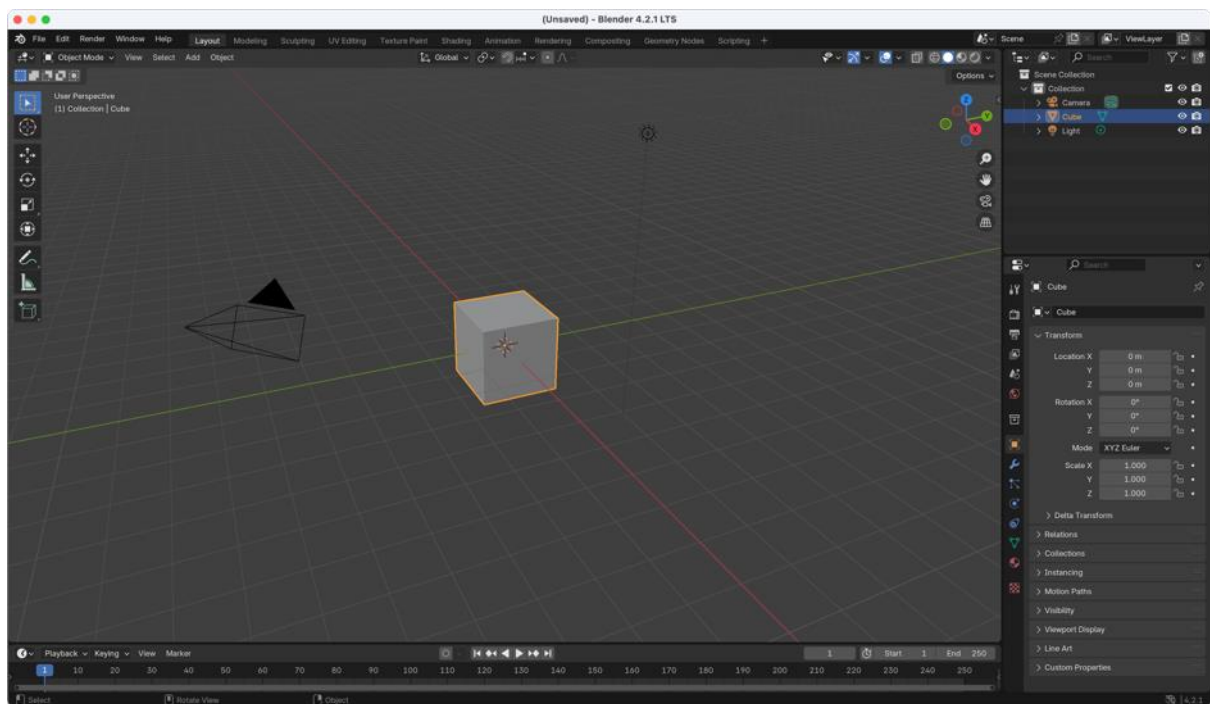 (Unsaved) - Blender 4.2.1 LTS
File Edit Render Window Help Layout Modeling Sculpting UV Editing Texture Paint Shading Animation Rendering Compositing Geometry Nodes Scripting + Scene ViewLayer
Object Mode View Select Add Object Global Search
Options
User Perspective
(1) Collection | Cube
Z
Y
X
Scene Collection
Collection
Camera
Cube
Light
Search
Cube
Cube
Transform
Location X 0 m
Y 0 m
Z 0 m
Rotation X 0°
Y 0°
Z 0°
Mode XYZ Euler
Scale X 1.000
Y 1.000
Z 1.000
Delta Transform
Relations
Collections
Instancing
Motion Paths
Visibility
Viewport Display
Line Art
Custom Properties
Playback Keying View Marker 1 Start 1 End 250
1 10 20 30 40 50 60 70 80 90 100 110 120 130 140 150 160 170 180 190 200 210 220 230 240 250
Select Rotate View Object 4.2.1